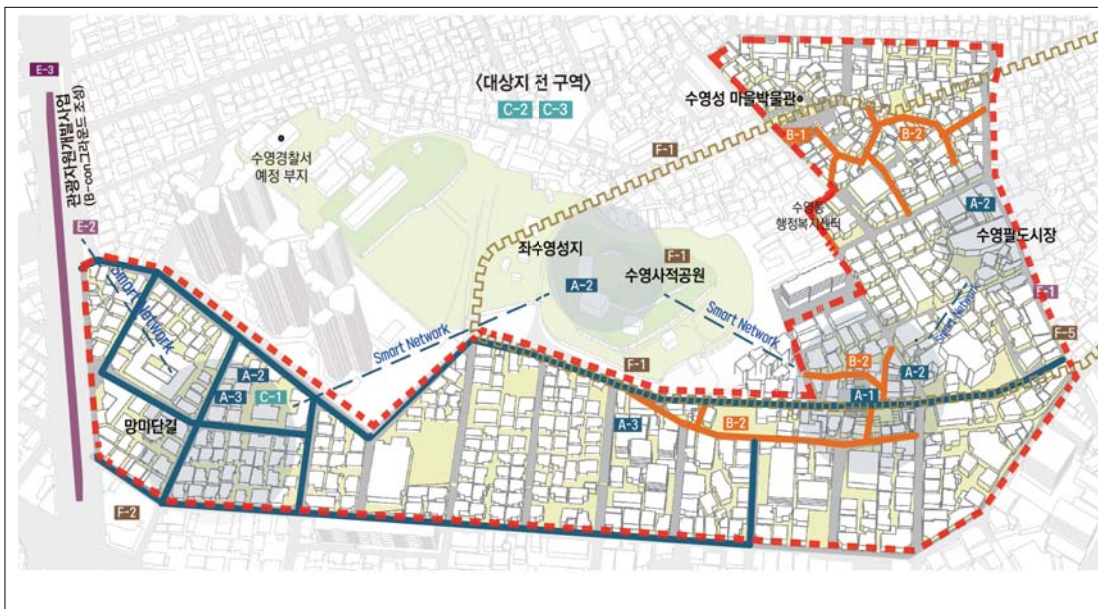 E-3
관광자원개발사업
(B-con그라운드 조성)
E-2
수영경찰서
예정 부지
〈대상지 전 구역〉
C-2 C-3
수영성 마을박물관
B-1
B-2
F-1
수영동
행정복지센터
A-2
수영팔도시장
좌수영성지
F-1
수영사적공원
A-2
Smart Network
Smart Network
Smart Network
Smart Network
E-1
F-5
F-1
B-2
A-2
A-1
A-2
A-3
C-1
망미단길
A-3
B-2
F-2